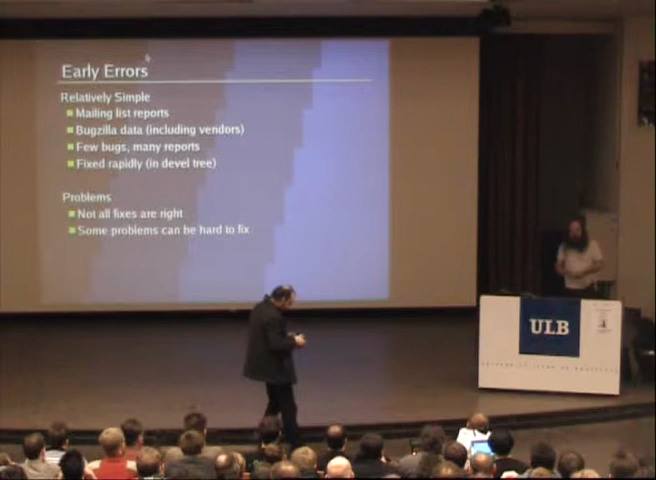 Early Errors
Relatively Simple
Mailing list reports
Bugzilla data (including vendors)
Few bugs, many reports
Fixed rapidly (in devel tree)
Problems
Not all fixes are right
Some problems can be hard to fix
ULB